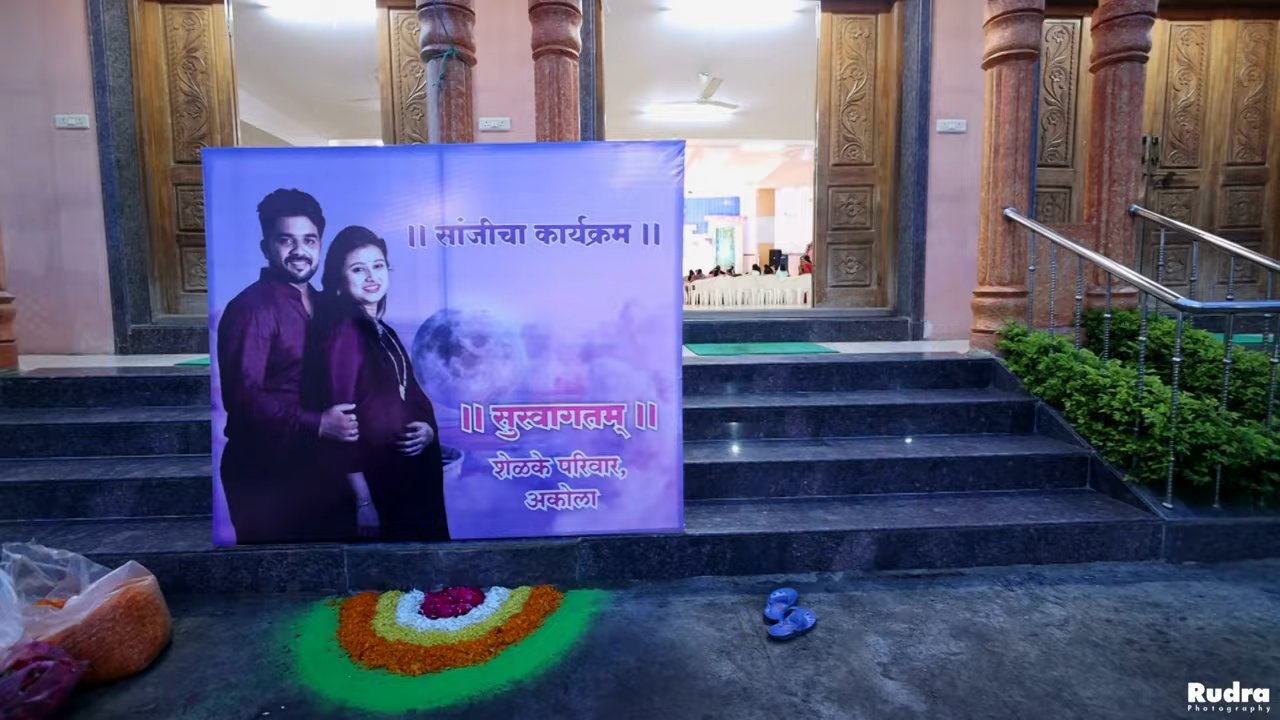 || सांजीचा कार्यक्रम ||
|| सुस्वागतम् ||
शेळके परिवार,
अकोला
Rudra
Photography